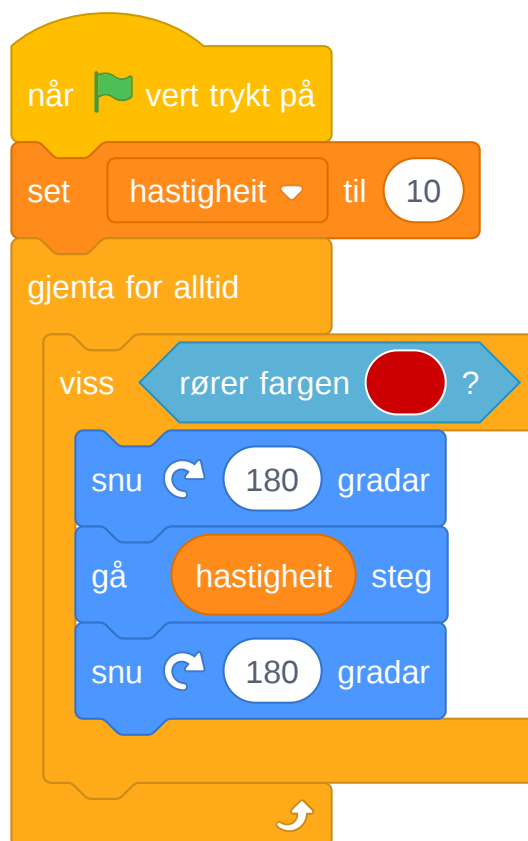 når vert trykt på
set hastigheit til 10
gjenta for alltid
viss rører fargen ?
snu 180 gradar
gå hastigheit steg
snu 180 gradar